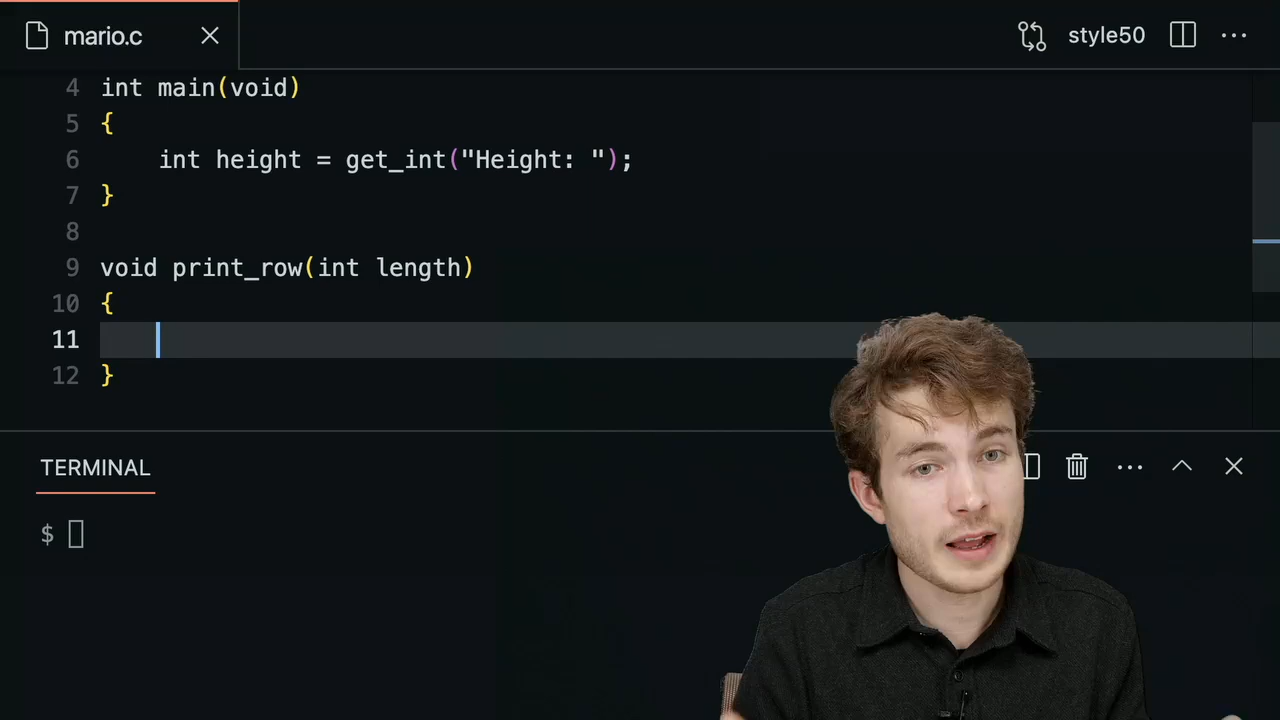 mario.c
style50
4 int main(void)
5 {
6     int height = get_int("Height: ");
7 }
8
9 void print_row(int length)
10 {
11
12 }
TERMINAL
$